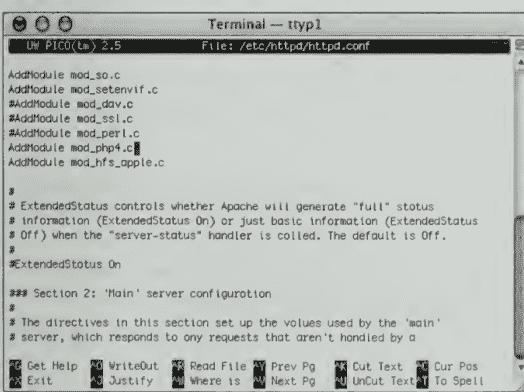 Terminal — ttyp1
UW PICO(tm) 2.5 File: /etc/httpd/httpd.conf
AddModule mod_so.c
AddModule mod_setenvif.c
#AddModule mod_dav.c
#AddModule mod_ssl.c
#AddModule mod_perl.c
AddModule mod_php4.c
AddModule mod_hfs_apple.c
#
# ExtendedStatus controls whether Apache will generate "full" status
# information (ExtendedStatus On) or just basic information (ExtendedStatus
# Off) when the "server-status" handler is called. The default is Off.
#
#ExtendedStatus On
### Section 2: 'Main' server configuration
#
# The directives in this section set up the values used by the 'main'
# server, which responds to any requests that aren't handled by a
^G Get Help ^O WriteOut ^R Read File ^Y Prev Pg ^K Cut Text ^C Cur Pos
^X Exit ^J Justify ^W Where is ^V Next Pg ^U UnCut Text ^T To Spell